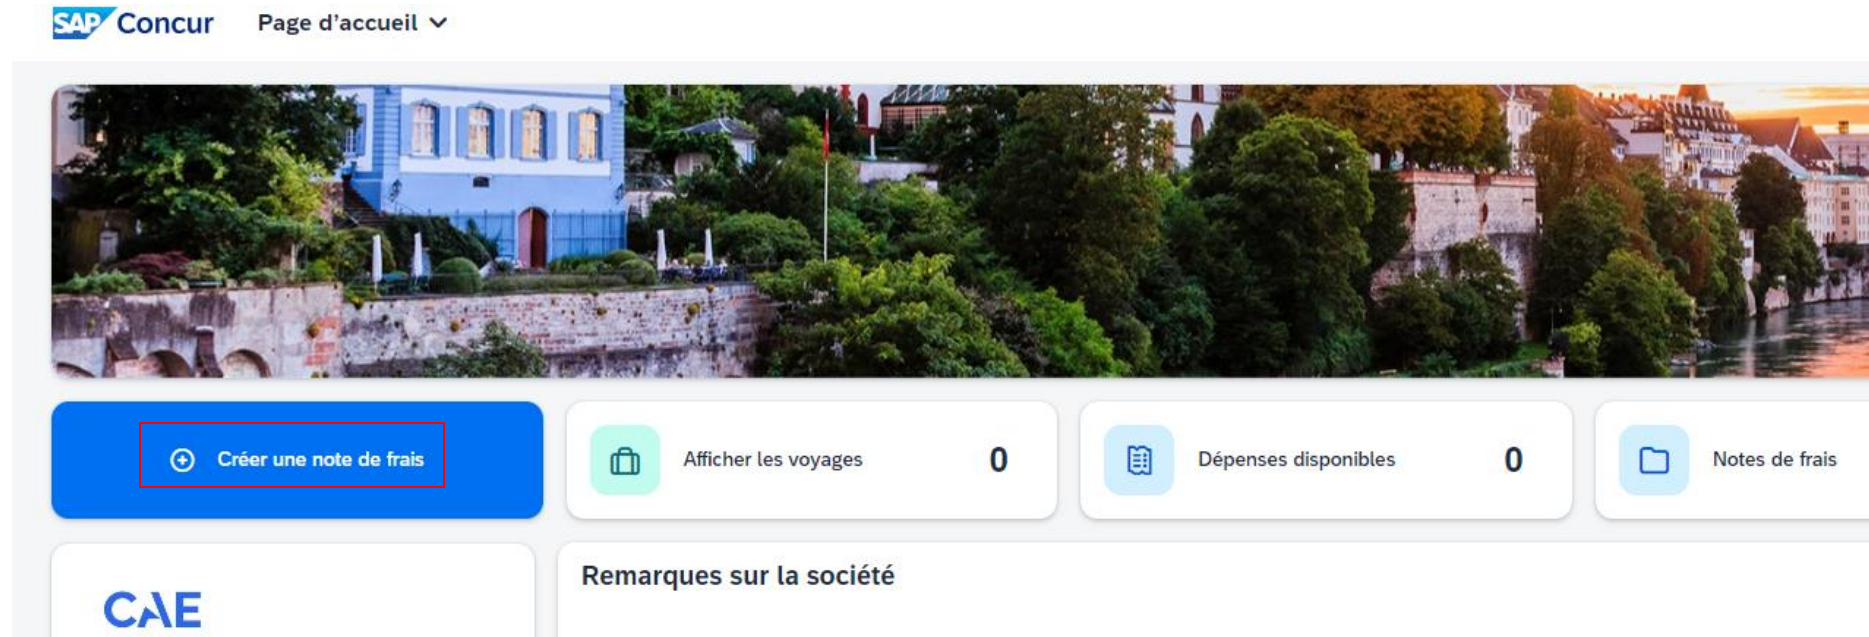 SAP Concur Page d'accueil
Créer une note de frais
Afficher les voyages 0
Dépenses disponibles 0
Notes de frais
CAE
Remarques sur la société